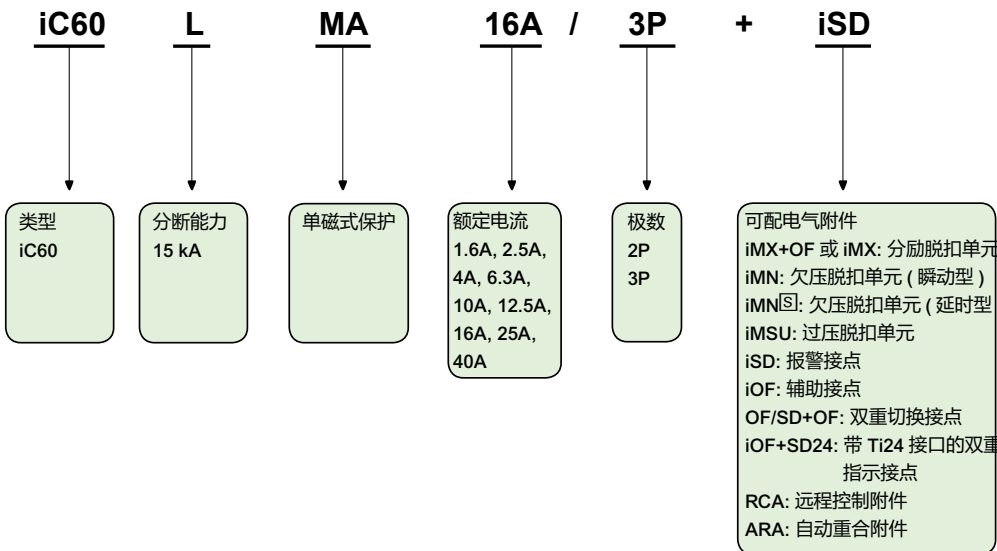 iC60 L MA 16A / 3P + iSD
类型
iC60
分断能力
15 kA
单磁式保护
额定电流
1.6A, 2.5A,
4A, 6.3A,
10A, 12.5A,
16A, 25A,
40A
极数
2P
3P
可配电气附件
iMX+OF 或 iMX: 分励脱扣单元
iMN: 欠压脱扣单元 ( 瞬动型 )
iMNS: 欠压脱扣单元 ( 延时型
iMSU: 过压脱扣单元
iSD: 报警接点
iOF: 辅助接点
OF/SD+OF: 双重切换接点
iOF+SD24: 带 Ti24 接口的双重
指示接点
RCA: 远程控制附件
ARA: 自动重合附件